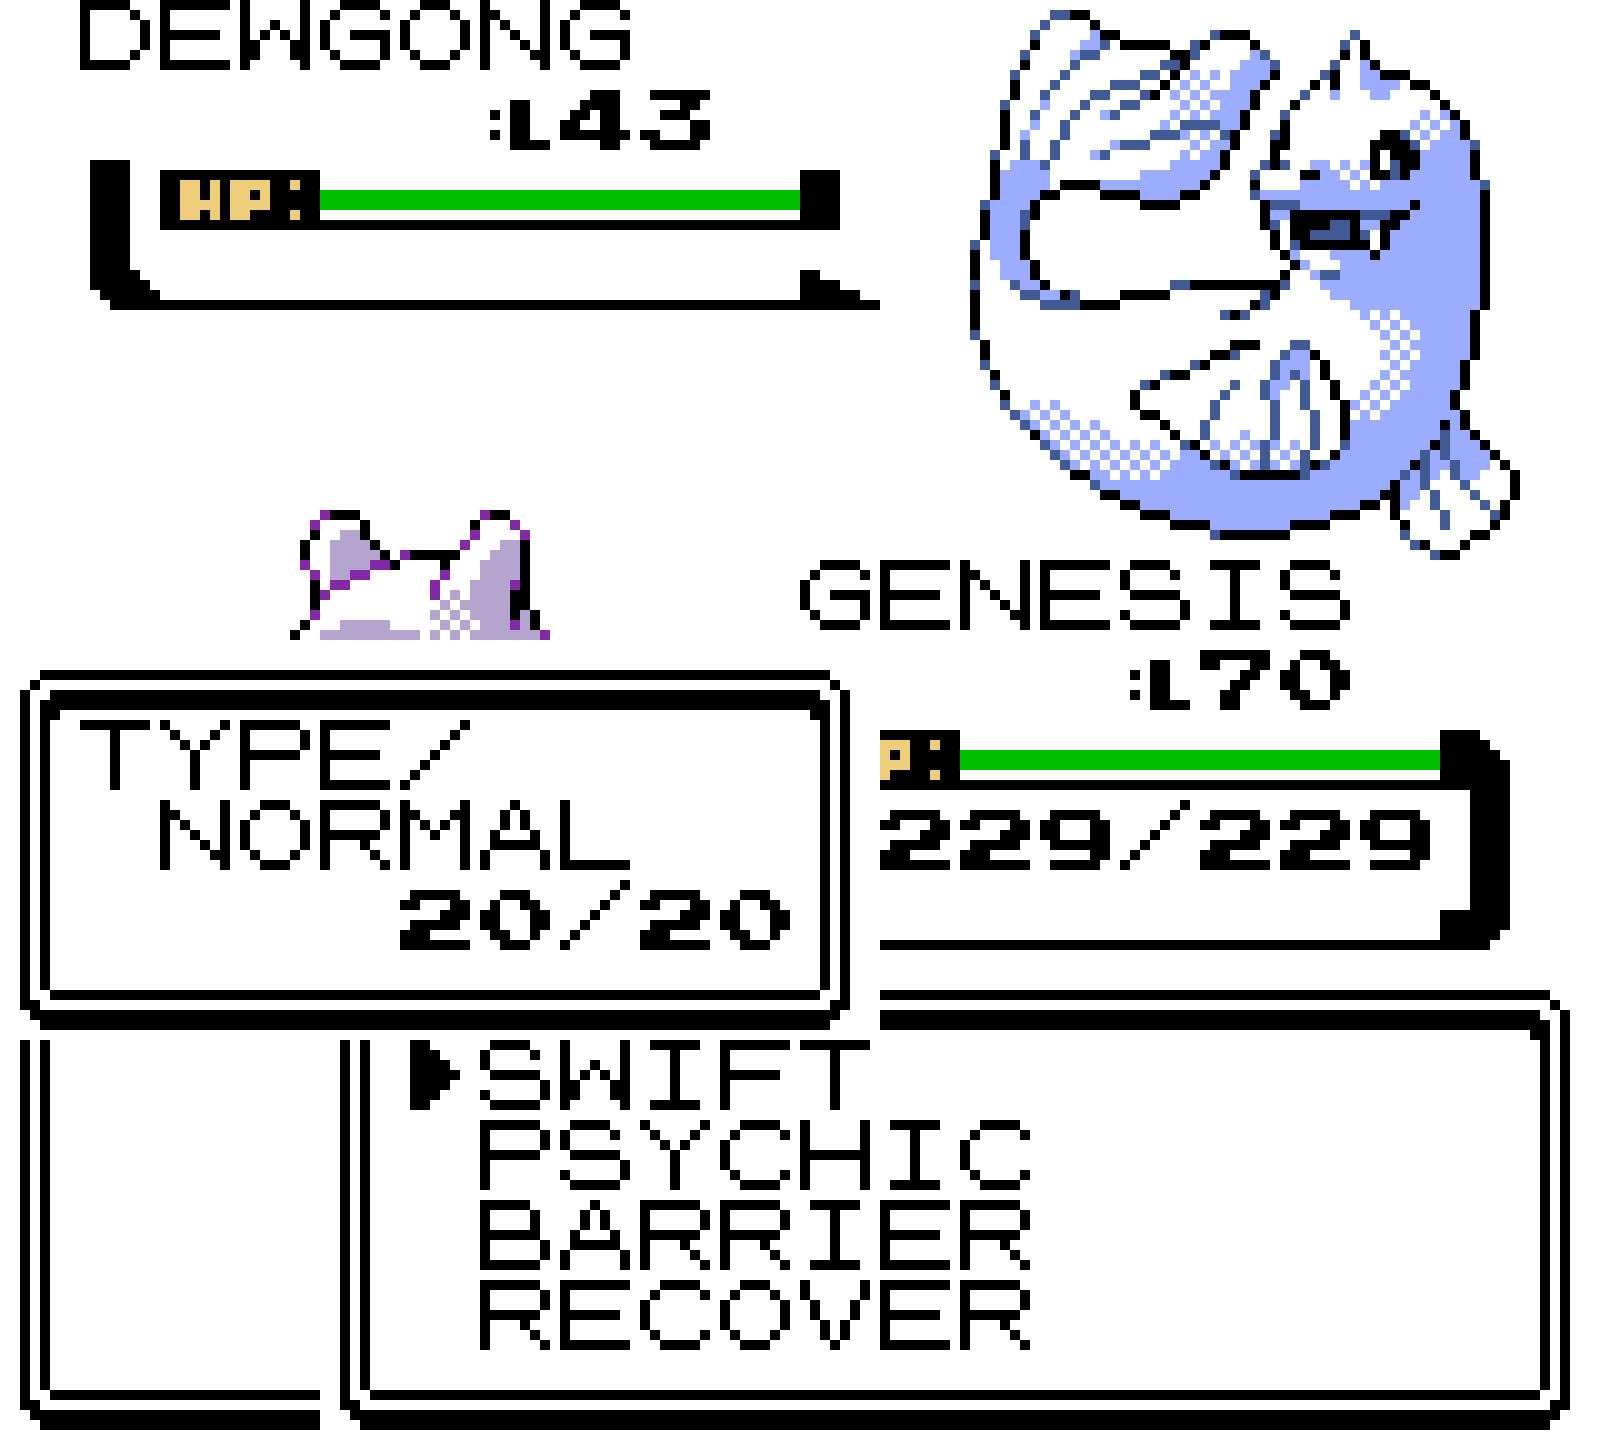 DEWGONG
:L43
HP:
GENESIS
:L70
P:
229/229
TYPE/
NORMAL
20/20
SWIFT
PSYCHIC
BARRIER
RECOVER